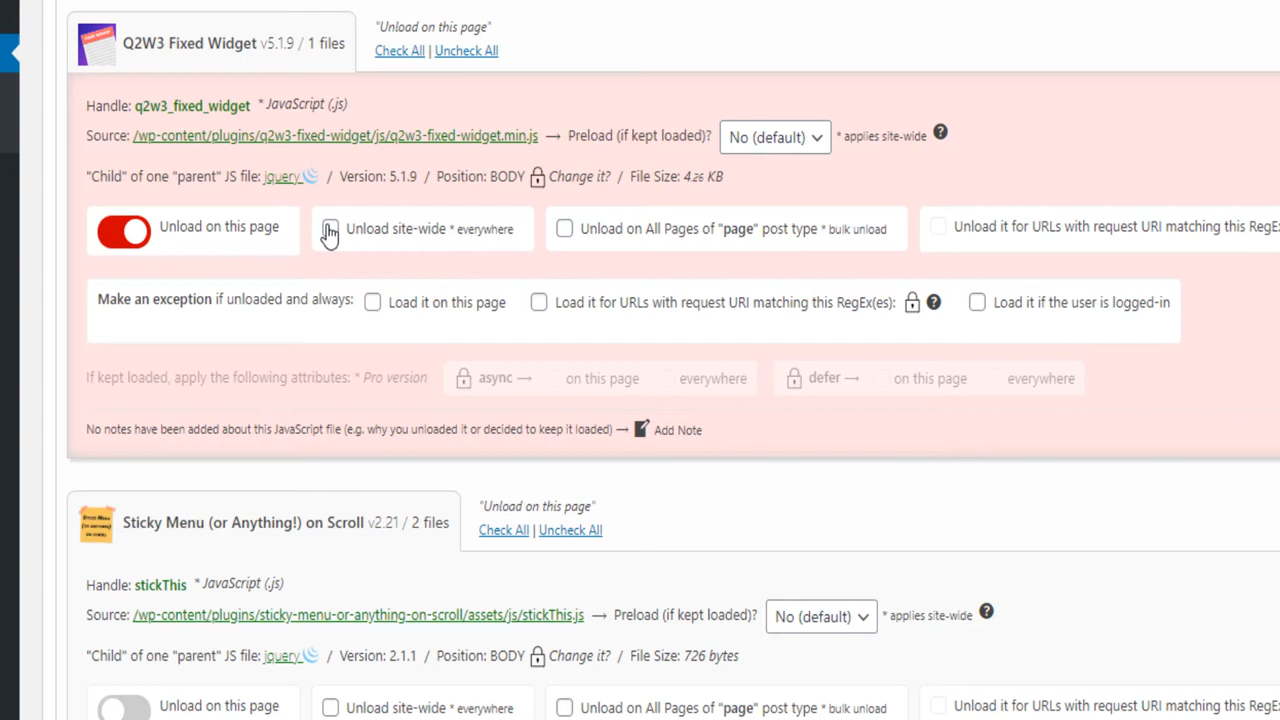 "Unload on this page"
Q2W3 Fixed Widget v5.1.9 / 1 files
Check All | Uncheck All
Handle: q2w3_fixed_widget * JavaScript (.js)
Source: /wp-content/plugins/q2w3-fixed-widget/js/q2w3-fixed-widget.min.js → Preload (if kept loaded)? No (default) * applies site-wide
"Child" of one "parent" JS file: jquery / Version: 5.1.9 / Position: BODY Change it? / File Size: 4.26 KB
Unload on this page Unload site-wide * everywhere Unload on All Pages of "page" post type * bulk unload Unload it for URLs with request URI matching this RegEx
Make an exception if unloaded and always: Load it on this page Load it for URLs with request URI matching this RegEx(es): Load it if the user is logged-in
If kept loaded, apply the following attributes: * Pro version async → on this page everywhere defer → on this page everywhere
No notes have been added about this JavaScript file (e.g. why you unloaded it or decided to keep it loaded) → Add Note
"Unload on this page"
Sticky Menu (or Anything!) on Scroll v2.21 / 2 files
Check All | Uncheck All
Handle: stickThis * JavaScript (.js)
Source: /wp-content/plugins/sticky-menu-or-anything-on-scroll/assets/js/stickThis.js → Preload (if kept loaded)? No (default) * applies site-wide
"Child" of one "parent" JS file: jquery / Version: 2.1.1 / Position: BODY Change it? / File Size: 726 bytes
Unload on this page Unload site-wide * everywhere Unload on All Pages of "page" post type * bulk unload Unload it for URLs with request URI matching this RegEx